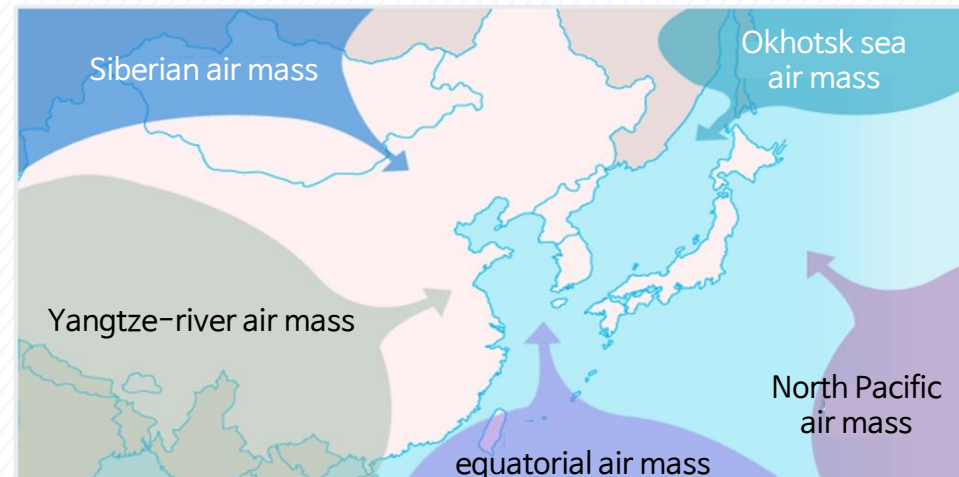 Siberian air mass
Okhotsk sea
air mass
Yangtze-river air mass
North Pacific
air mass
equatorial air mass